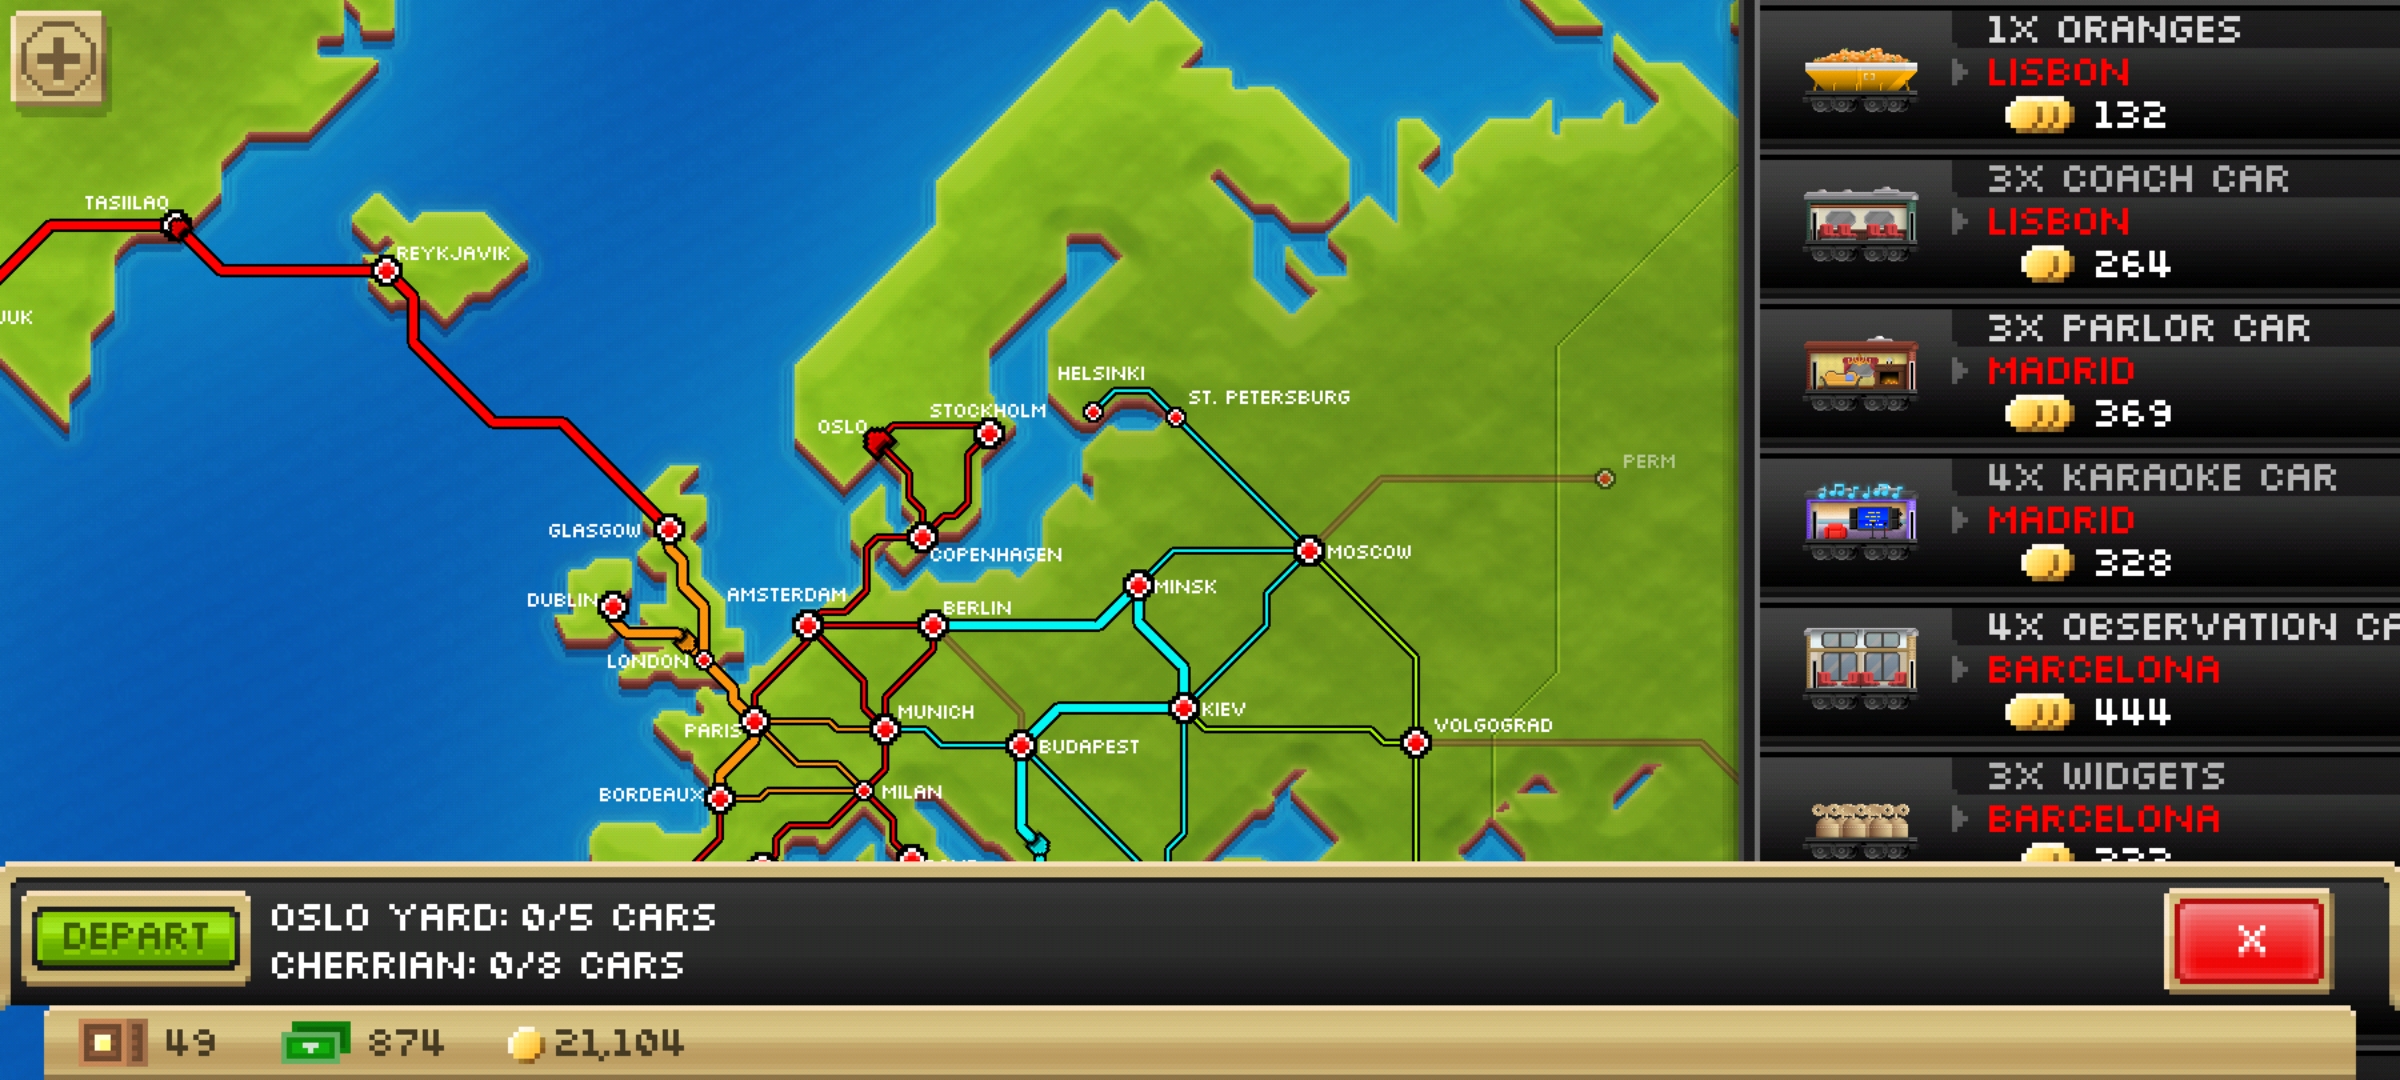 TASIILAQ
REYKJAVIK
HELSINKI
ST. PETERSBURG
STOCKHOLM
OSLO
PERM
GLASGOW
COPENHAGEN
MOSCOW
MINSK
DUBLIN
AMSTERDAM
BERLIN
LONDON
MUNICH
KIEV
PARIS
VOLGOGRAD
BUDAPEST
BORDEAUX
MILAN
1X ORANGES
LISBON
132
3X COACH CAR
LISBON
264
3X PARLOR CAR
MADRID
369
4X KARAOKE CAR
MADRID
328
4X OBSERVATION
BARCELONA
444
3X WIDGETS
BARCELONA
DEPART
OSLO YARD: 0/5 CARS
CHERRIAN: 0/8 CARS
X
49
874
21,104